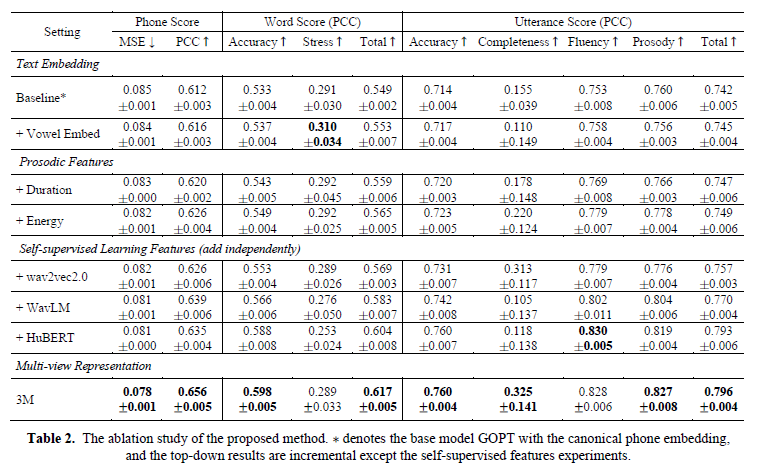 Setting Phone Score Word Score (PCC) Utterance Score (PCC)
MSE ↓ PCC ↑ Accuracy ↑ Stress ↑ Total ↑ Accuracy ↑ Completeness ↑ Fluency ↑ Prosody ↑ Total ↑
Text Embedding
Baseline* 0.085 0.612 0.533 0.291 0.549 0.714 0.155 0.753 0.760 0.742
±0.001 ±0.003 ±0.004 ±0.030 ±0.002 ±0.004 ±0.039 ±0.008 ±0.006 ±0.005
+ Vowel Embed 0.084 0.616 0.537 0.310 0.553 0.717 0.110 0.758 0.756 0.745
±0.001 ±0.003 ±0.004 ±0.034 ±0.007 ±0.004 ±0.149 ±0.004 ±0.003 ±0.004
Prosodic Features
+ Duration 0.083 0.620 0.543 0.292 0.559 0.720 0.178 0.769 0.766 0.747
±0.000 ±0.002 ±0.005 ±0.045 ±0.006 ±0.003 ±0.148 ±0.008 ±0.003 ±0.006
+ Energy 0.082 0.626 0.549 0.292 0.565 0.723 0.220 0.779 0.778 0.749
±0.001 ±0.004 ±0.004 ±0.025 ±0.005 ±0.005 ±0.124 ±0.007 ±0.004 ±0.006
Self-supervised Learning Features (add independently)
+ wav2vec2.0 0.082 0.626 0.553 0.289 0.569 0.731 0.313 0.779 0.776 0.757
±0.001 ±0.006 ±0.004 ±0.026 ±0.003 ±0.007 ±0.117 ±0.007 ±0.004 ±0.003
+ WavLM 0.081 0.639 0.566 0.276 0.583 0.742 0.105 0.802 0.804 0.770
±0.001 ±0.006 ±0.006 ±0.050 ±0.007 ±0.008 ±0.137 ±0.011 ±0.006 ±0.004
+ HuBERT 0.081 0.635 0.588 0.253 0.604 0.760 0.118 0.830 0.819 0.793
±0.000 ±0.004 ±0.008 ±0.024 ±0.008 ±0.007 ±0.138 ±0.005 ±0.004 ±0.006
Multi-view Representation
3M 0.078 0.656 0.598 0.289 0.617 0.760 0.325 0.828 0.827 0.796
±0.001 ±0.005 ±0.005 ±0.033 ±0.005 ±0.004 ±0.141 ±0.006 ±0.008 ±0.004
Table 2. The ablation study of the proposed method. * denotes the base model GOPT with the canonical phone embedding,
and the top-down results are incremental except the self-supervised features experiments.